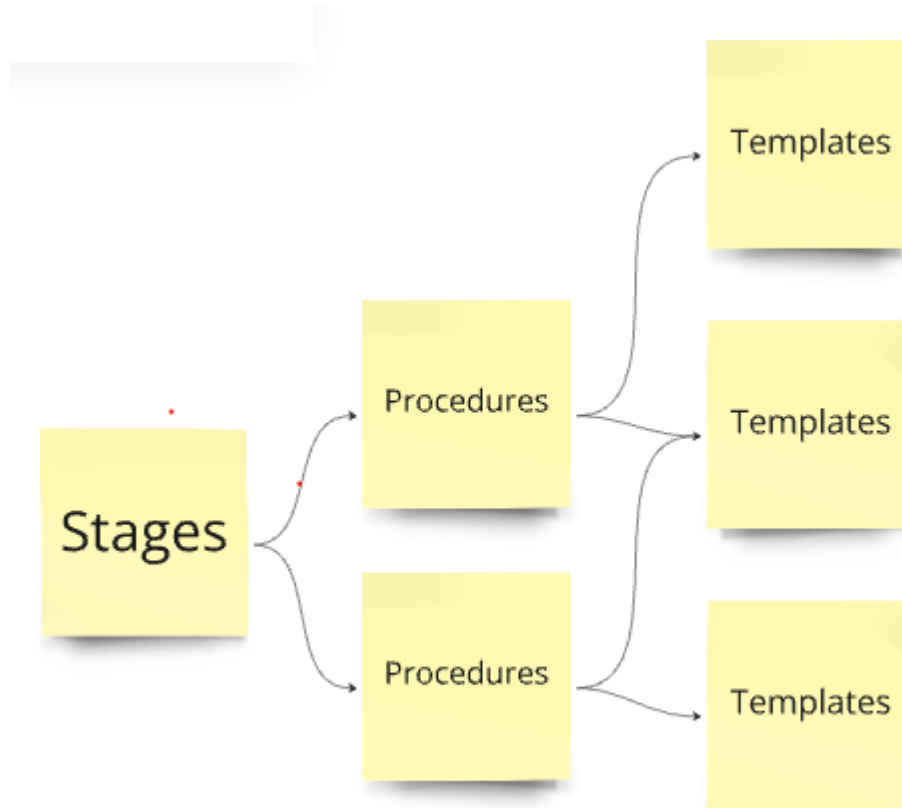 Stages
Procedures
Procedures
Templates
Templates
Templates